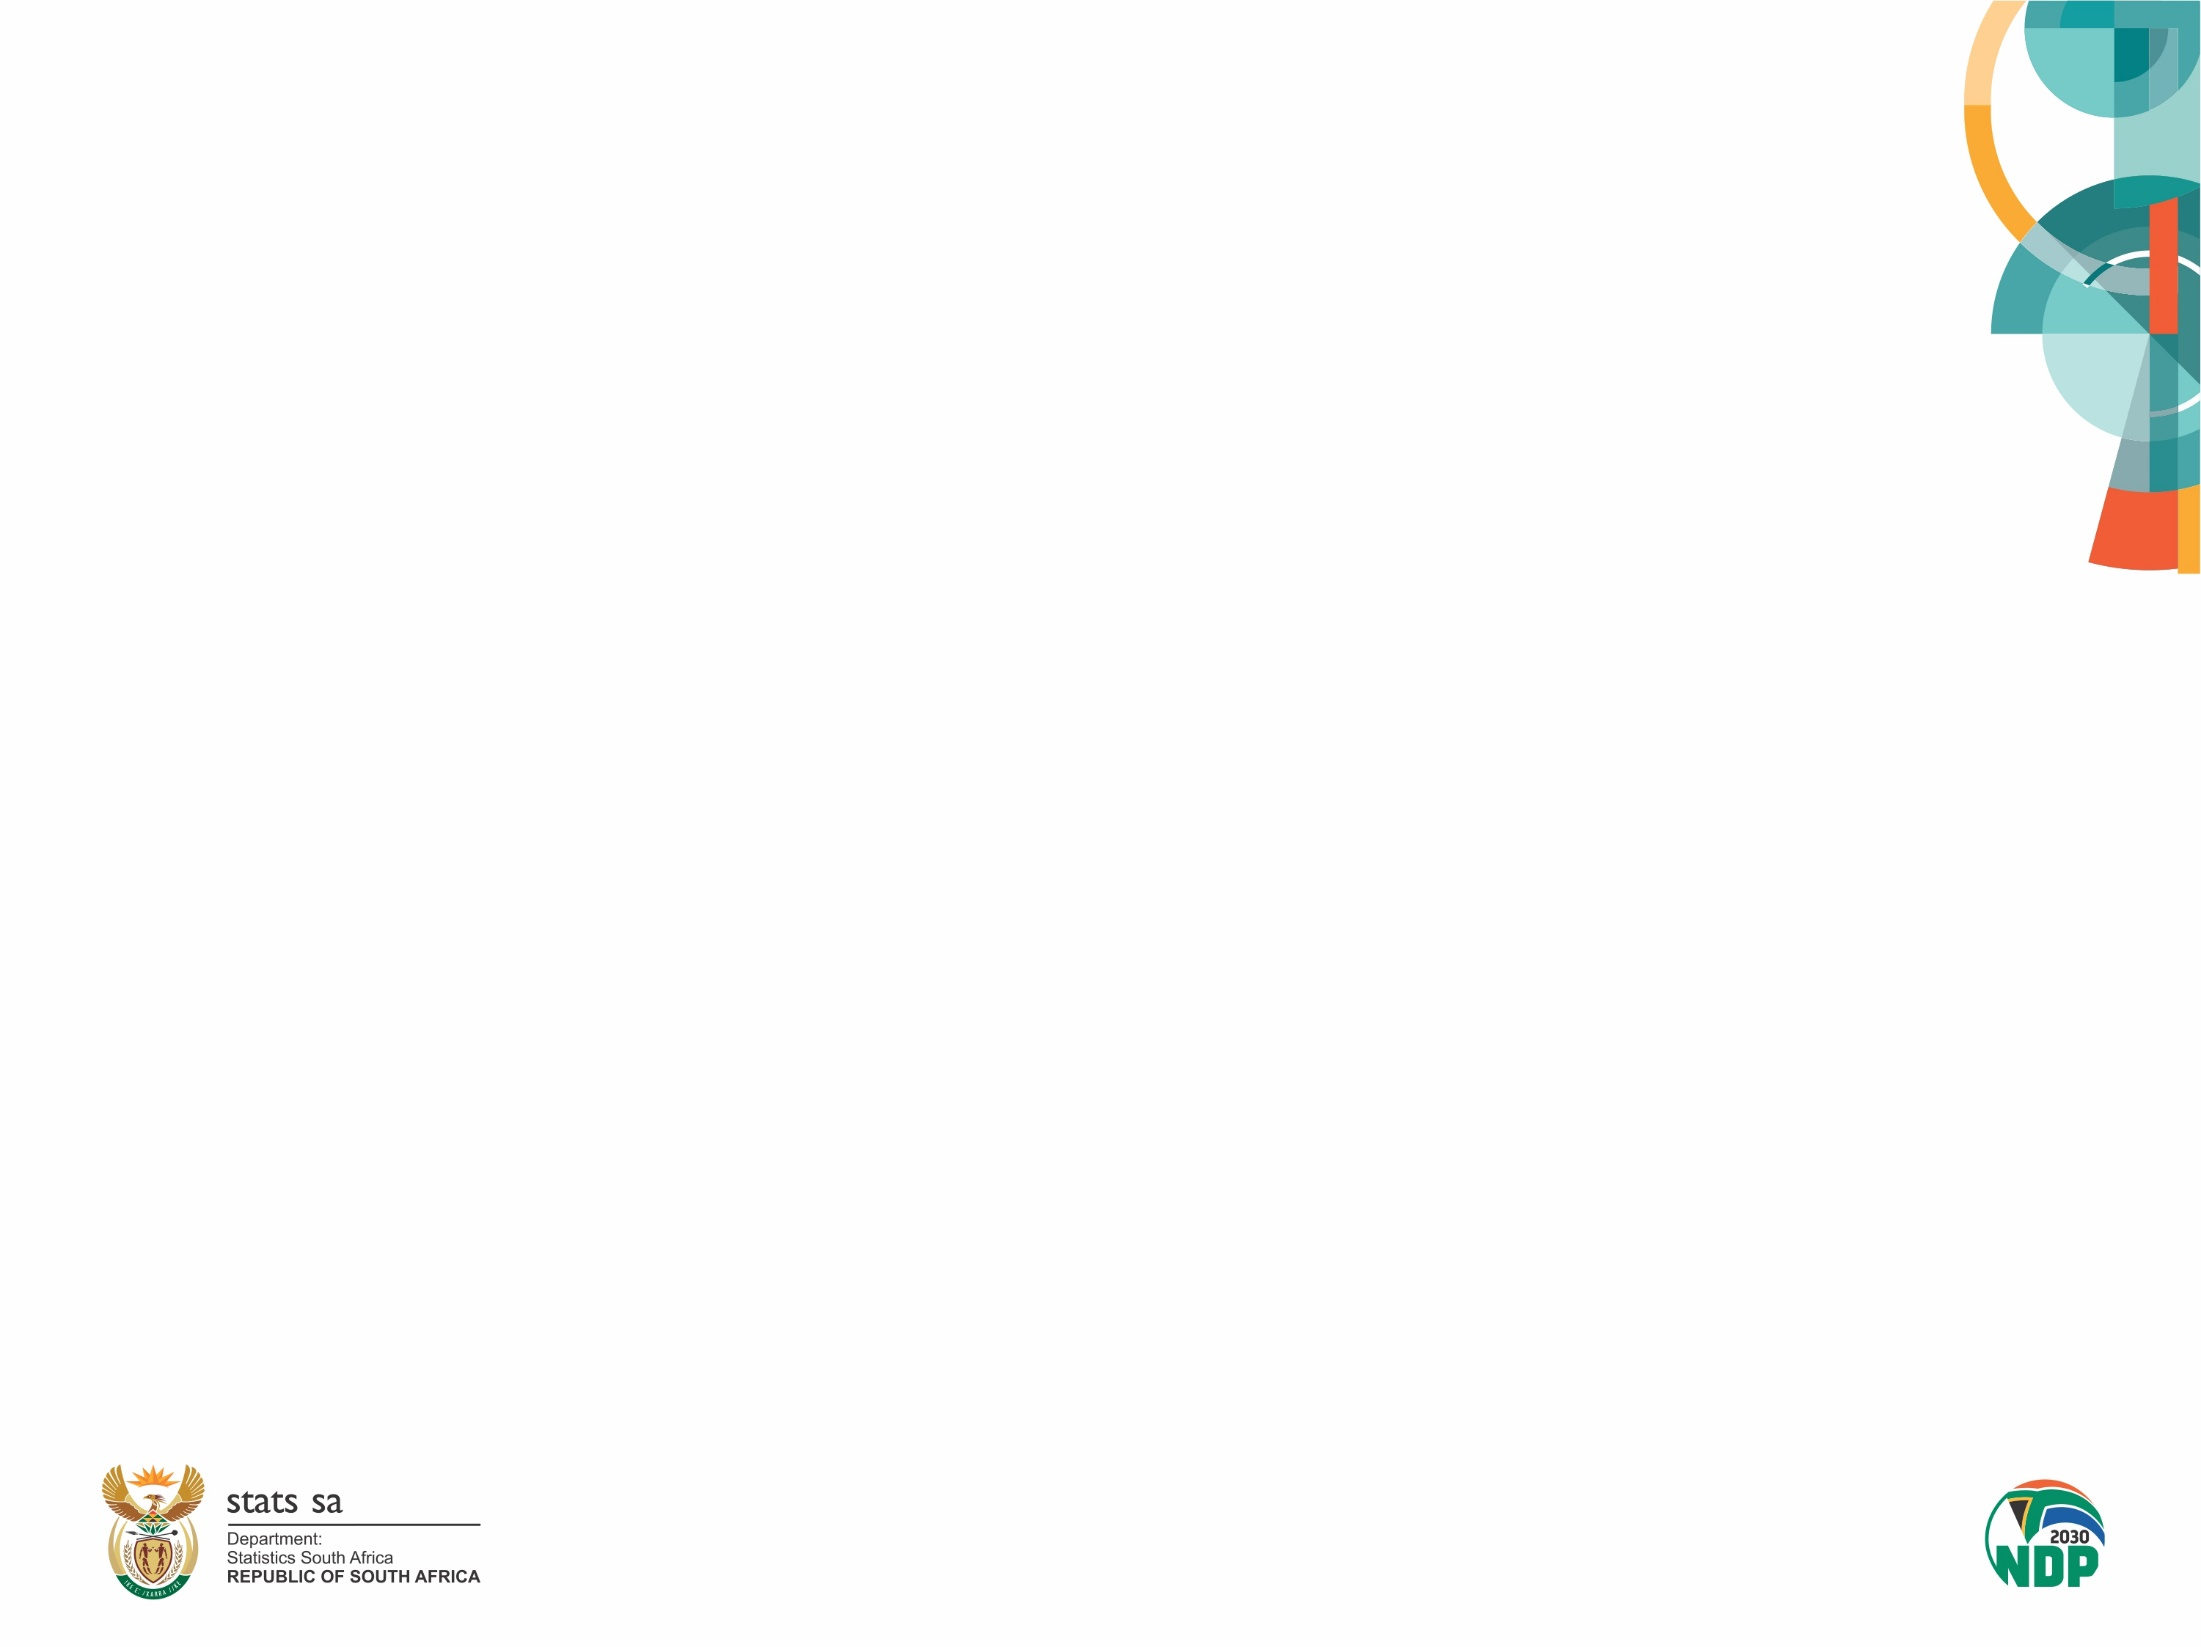 stats sa
Department:
Statistics South Africa
REPUBLIC OF SOUTH AFRICA
2030
NDP